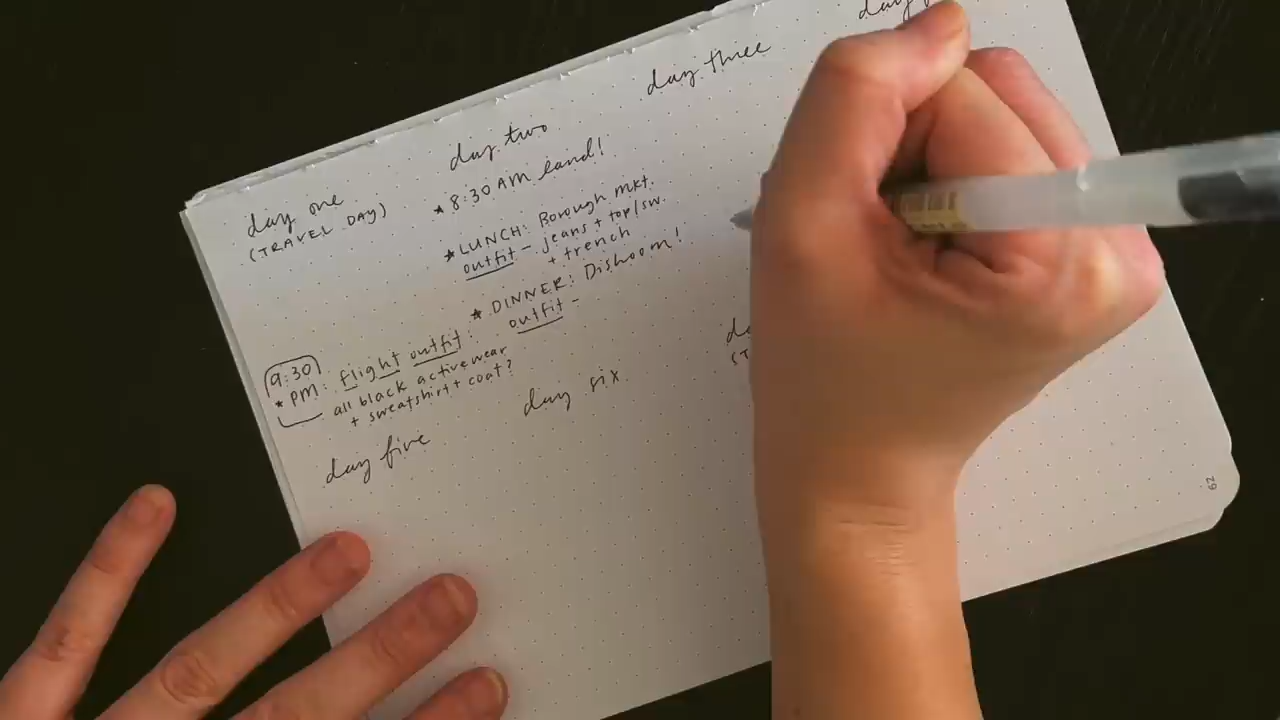 day one
(TRAVEL DAY)
9:30
* PM: flight outfit:
all black activewear
+ sweatshirt + coat?
day two
* 8:30 AM land!
* LUNCH: Borough mkt.
outfit - jeans + top/sw.
+ trench
* DINNER: Dishoom!
outfit -
day three
day
day five
day six
62